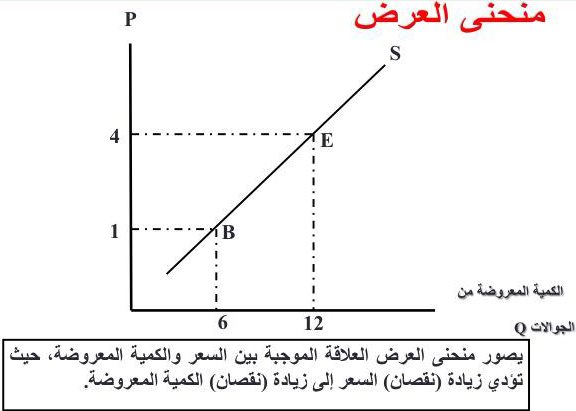 منحنى العرض
P
S
4
E
1
B
الكمية المعروضة من
6
12
الجوالات Q
يصور منحنى العرض العلاقة الموجبة بين السعر والكمية المعروضة، حيث
تؤدي زيادة (نقصان) السعر إلى زيادة (نقصان) الكمية المعروضة.